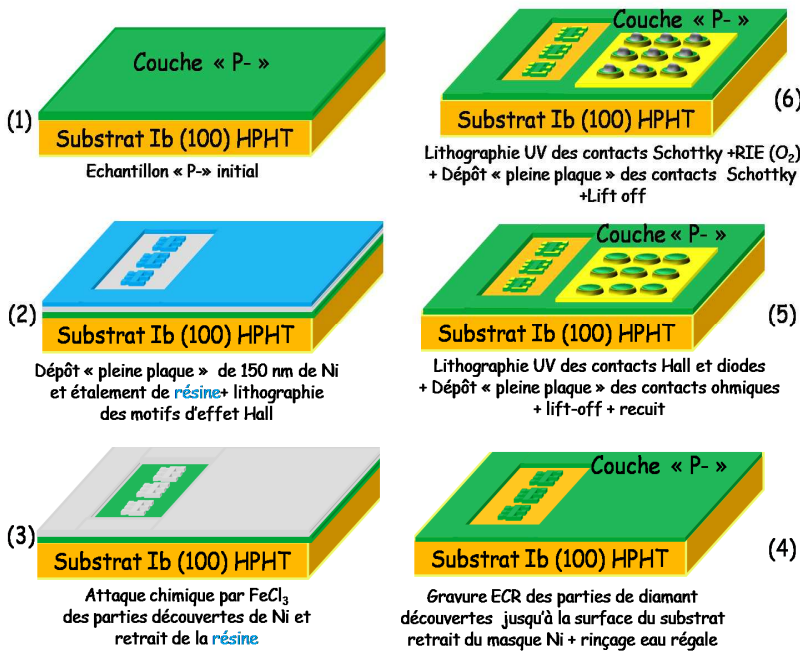 (1)
Couche « P- »
Substrat Ib (100) HPHT
Echantillon « P-» initial
(2)
Substrat Ib (100) HPHT
Dépôt « pleine plaque » de 150 nm de Ni
et étalement de résine+ lithographie
des motifs d'effet Hall
(3)
Substrat Ib (100) HPHT
Attaque chimique par FeCl3
des parties découvertes de Ni et
retrait de la résine
(4)
Couche « P- »
Substrat Ib (100) HPHT
Gravure ECR des parties de diamant
découvertes jusqu'à la surface du substrat
retrait du masque Ni + rinçage eau régale
(5)
Couche « P- »
Substrat Ib (100) HPHT
Lithographie UV des contacts Hall et diodes
+ Dépôt « pleine plaque » des contacts ohmiques
+ lift-off + recuit
(6)
Couche « P- »
Substrat Ib (100) HPHT
Lithographie UV des contacts Schottky +RIE (O2)
+ Dépôt « pleine plaque » des contacts Schottky
+Lift off